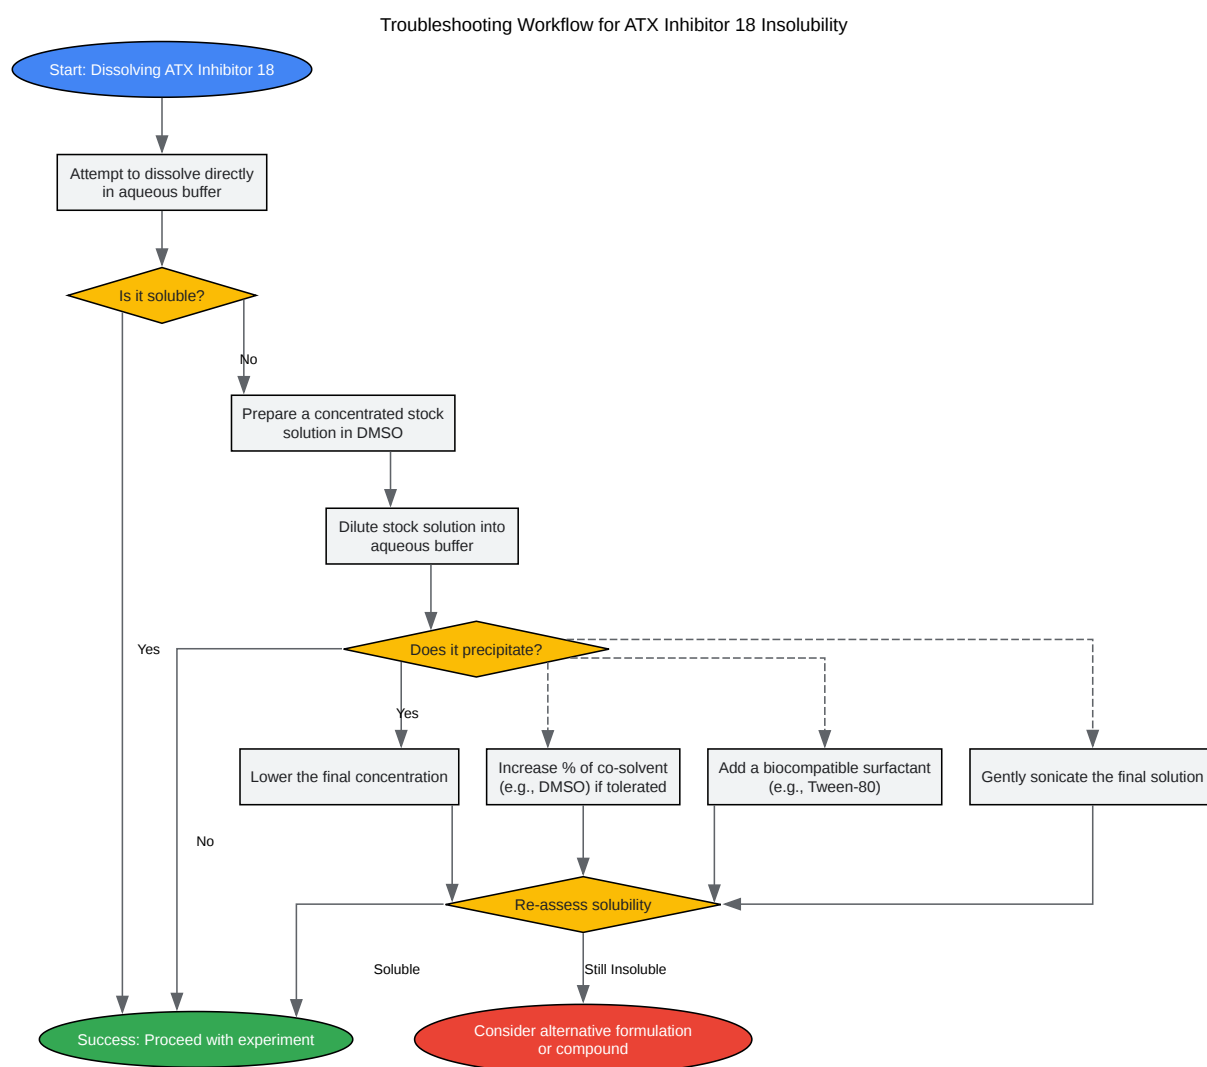 Troubleshooting Workflow for ATX Inhibitor 18 Insolubility
Start: Dissolving ATX Inhibitor 18
Attempt to dissolve directly
in aqueous buffer
Is it soluble?
No
Prepare a concentrated stock
solution in DMSO
Dilute stock solution into
aqueous buffer
Yes
Does it precipitate?
Yes
Lower the final concentration
Increase % of co-solvent
(e.g., DMSO) if tolerated
Add a biocompatible surfactant
(e.g., Tween-80)
Gently sonicate the final solution
No
Re-assess solubility
Soluble
Still Insoluble
Success: Proceed with experiment
Consider alternative formulation
or compound